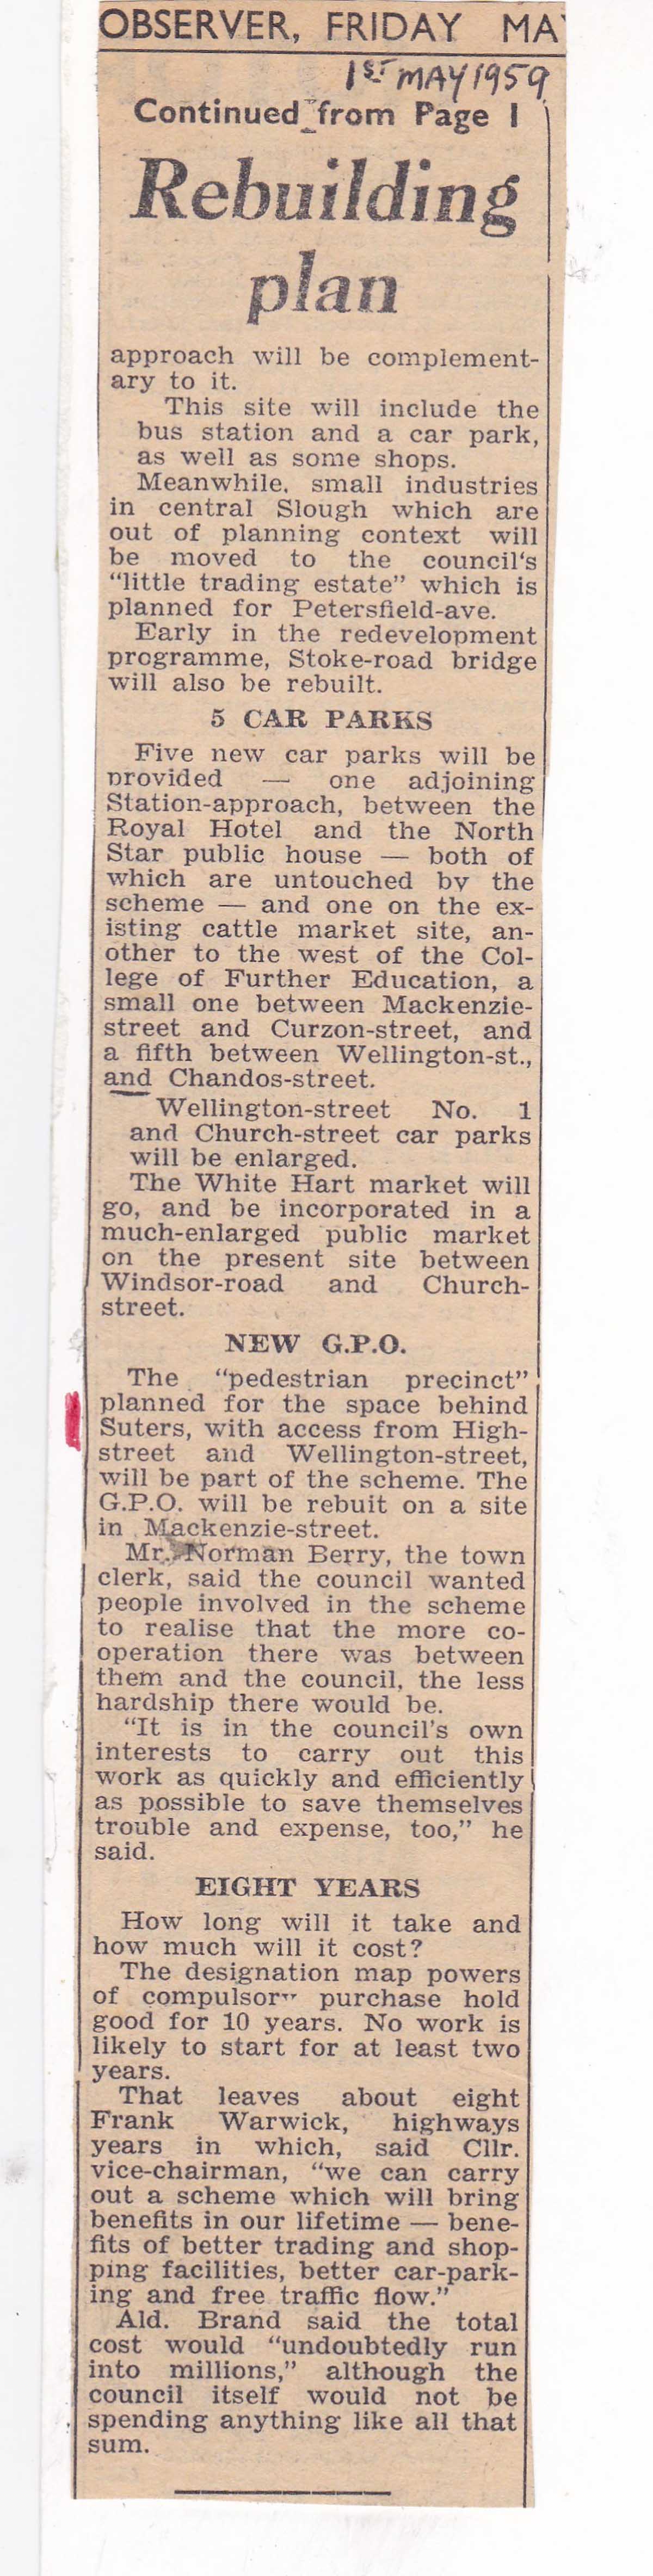 OBSERVER, FRIDAY MA
1ST MAY 1959
Continued from Page 1
Rebuilding
plan
approach will be complement-
ary to it.
This site will include the
bus station and a car park,
as well as some shops.
Meanwhile, small industries
in central Slough which are
out of planning context will
be moved to the council's
“little trading estate” which is
planned for Petersfield-ave.
Early in the redevelopment
programme, Stoke-road bridge
will also be rebuilt.
5 CAR PARKS
Five new car parks will be
provided — one adjoining
Station-approach, between the
Royal Hotel and the North
Star public house — both of
which are untouched by the
scheme — and one on the ex-
isting cattle market site, an-
other to the west of the Col-
lege of Further Education, a
small one between Mackenzie-
street and Curzon-street, and
a fifth between Wellington-st.,
and Chandos-street.
Wellington-street No. 1
and Church-street car parks
will be enlarged.
The White Hart market will
go, and be incorporated in a
much-enlarged public market
on the present site between
Windsor-road and Church-
street.
NEW G.P.O.
The “pedestrian precinct”
planned for the space behind
Suters, with access from High-
street and Wellington-street,
will be part of the scheme. The
G.P.O. will be rebuit on a site
in Mackenzie-street.
Mr. Norman Berry, the town
clerk, said the council wanted
people involved in the scheme
to realise that the more co-
operation there was between
them and the council, the less
hardship there would be.
“It is in the council's own
interests to carry out this
work as quickly and efficiently
as possible to save themselves
trouble and expense, too,” he
said.
EIGHT YEARS
How long will it take and
how much will it cost?
The designation map powers
of compulsory purchase hold
good for 10 years. No work is
likely to start for at least two
years.
That leaves about eight
Frank Warwick, highways
years in which, said Cllr.
vice-chairman, “we can carry
out a scheme which will bring
benefits in our lifetime — bene-
fits of better trading and shop-
ping facilities, better car-park-
ing and free traffic flow.”
Ald. Brand said the total
cost would “undoubtedly run
into millions,” although the
council itself would not be
spending anything like all that
sum.